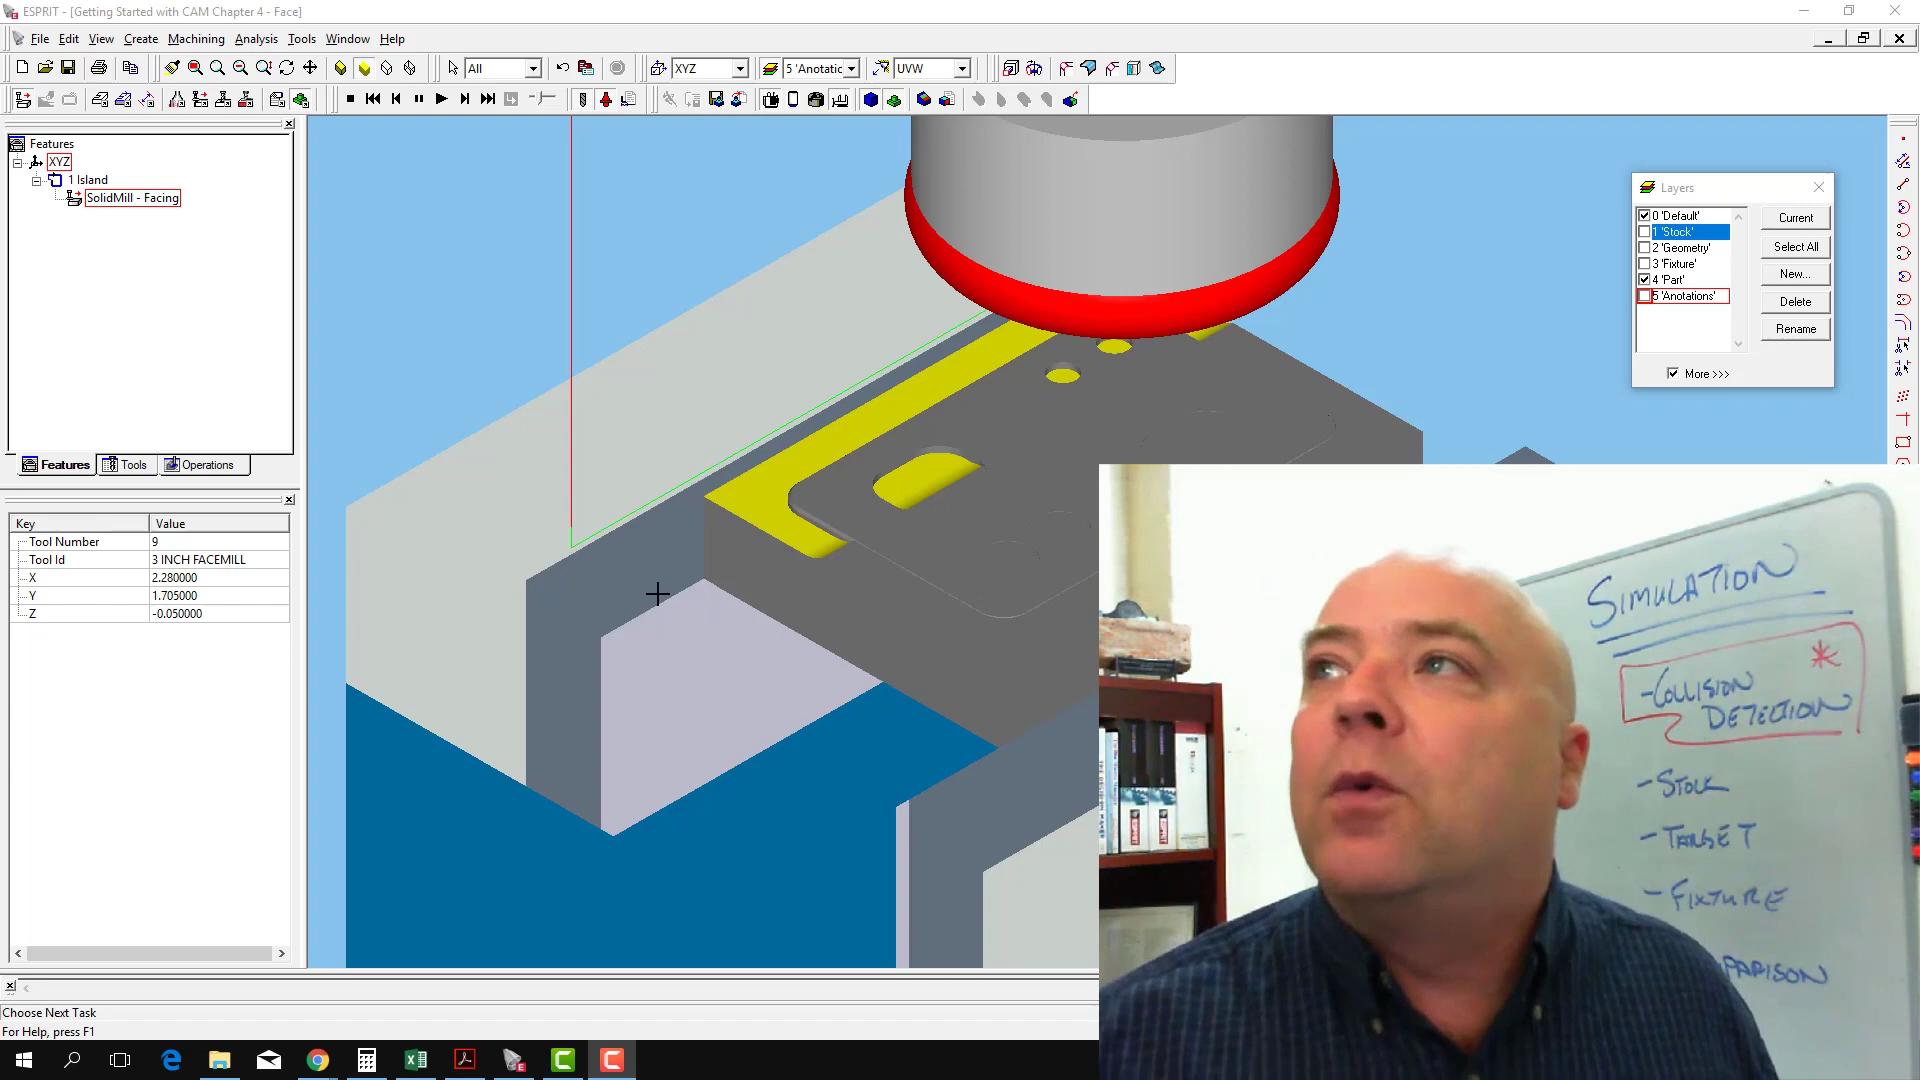 ESPRIT - [Getting Started with CAM Chapter 4 - Face]
File Edit View Create Machining Analysis Tools Window Help
All
XYZ
5 'Anotatic
UVW
Features
XYZ
1 Island
SolidMill - Facing
Features Tools Operations
Key Value
Tool Number 9
Tool Id 3 INCH FACEMILL
X 2.280000
Y 1.705000
Z -0.050000
Layers
0 'Default'
1 'Stock'
2 'Geometry'
3 'Fixture'
4 'Part'
5 'Anotations'
Current
Select All
New...
Delete
Rename
More >>>
SIMULATION
- COLLISION
DETECTION
- STOCK
- TARGET
- FIXTURE
PARISON
Choose Next Task
For Help, press F1